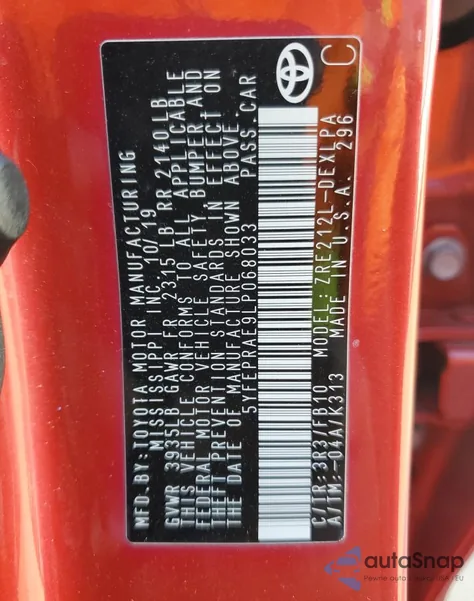 MFD. BY: TOYOTA MOTOR MANUFACTURING
MISSISSIPPI INC. 10/19
GVWR 3935LB GAWR FR 2315 LB RR 2140 LB
THIS VEHICLE CONFORMS TO ALL APPLICABLE
FEDERAL MOTOR VEHICLE SAFETY, BUMPER AND
THEFT PREVENTION STANDARDS IN EFFECT ON
THE DATE OF MANUFACTURE SHOWN ABOVE.
5YFEPRAE9LP068033 PASS. CAR
C/TR: 3R3/FB10 MODEL: ZRE212L-DEXLPA
A/TM: -04A/K313 MADE IN U.S.A. 296
C
autoSnap